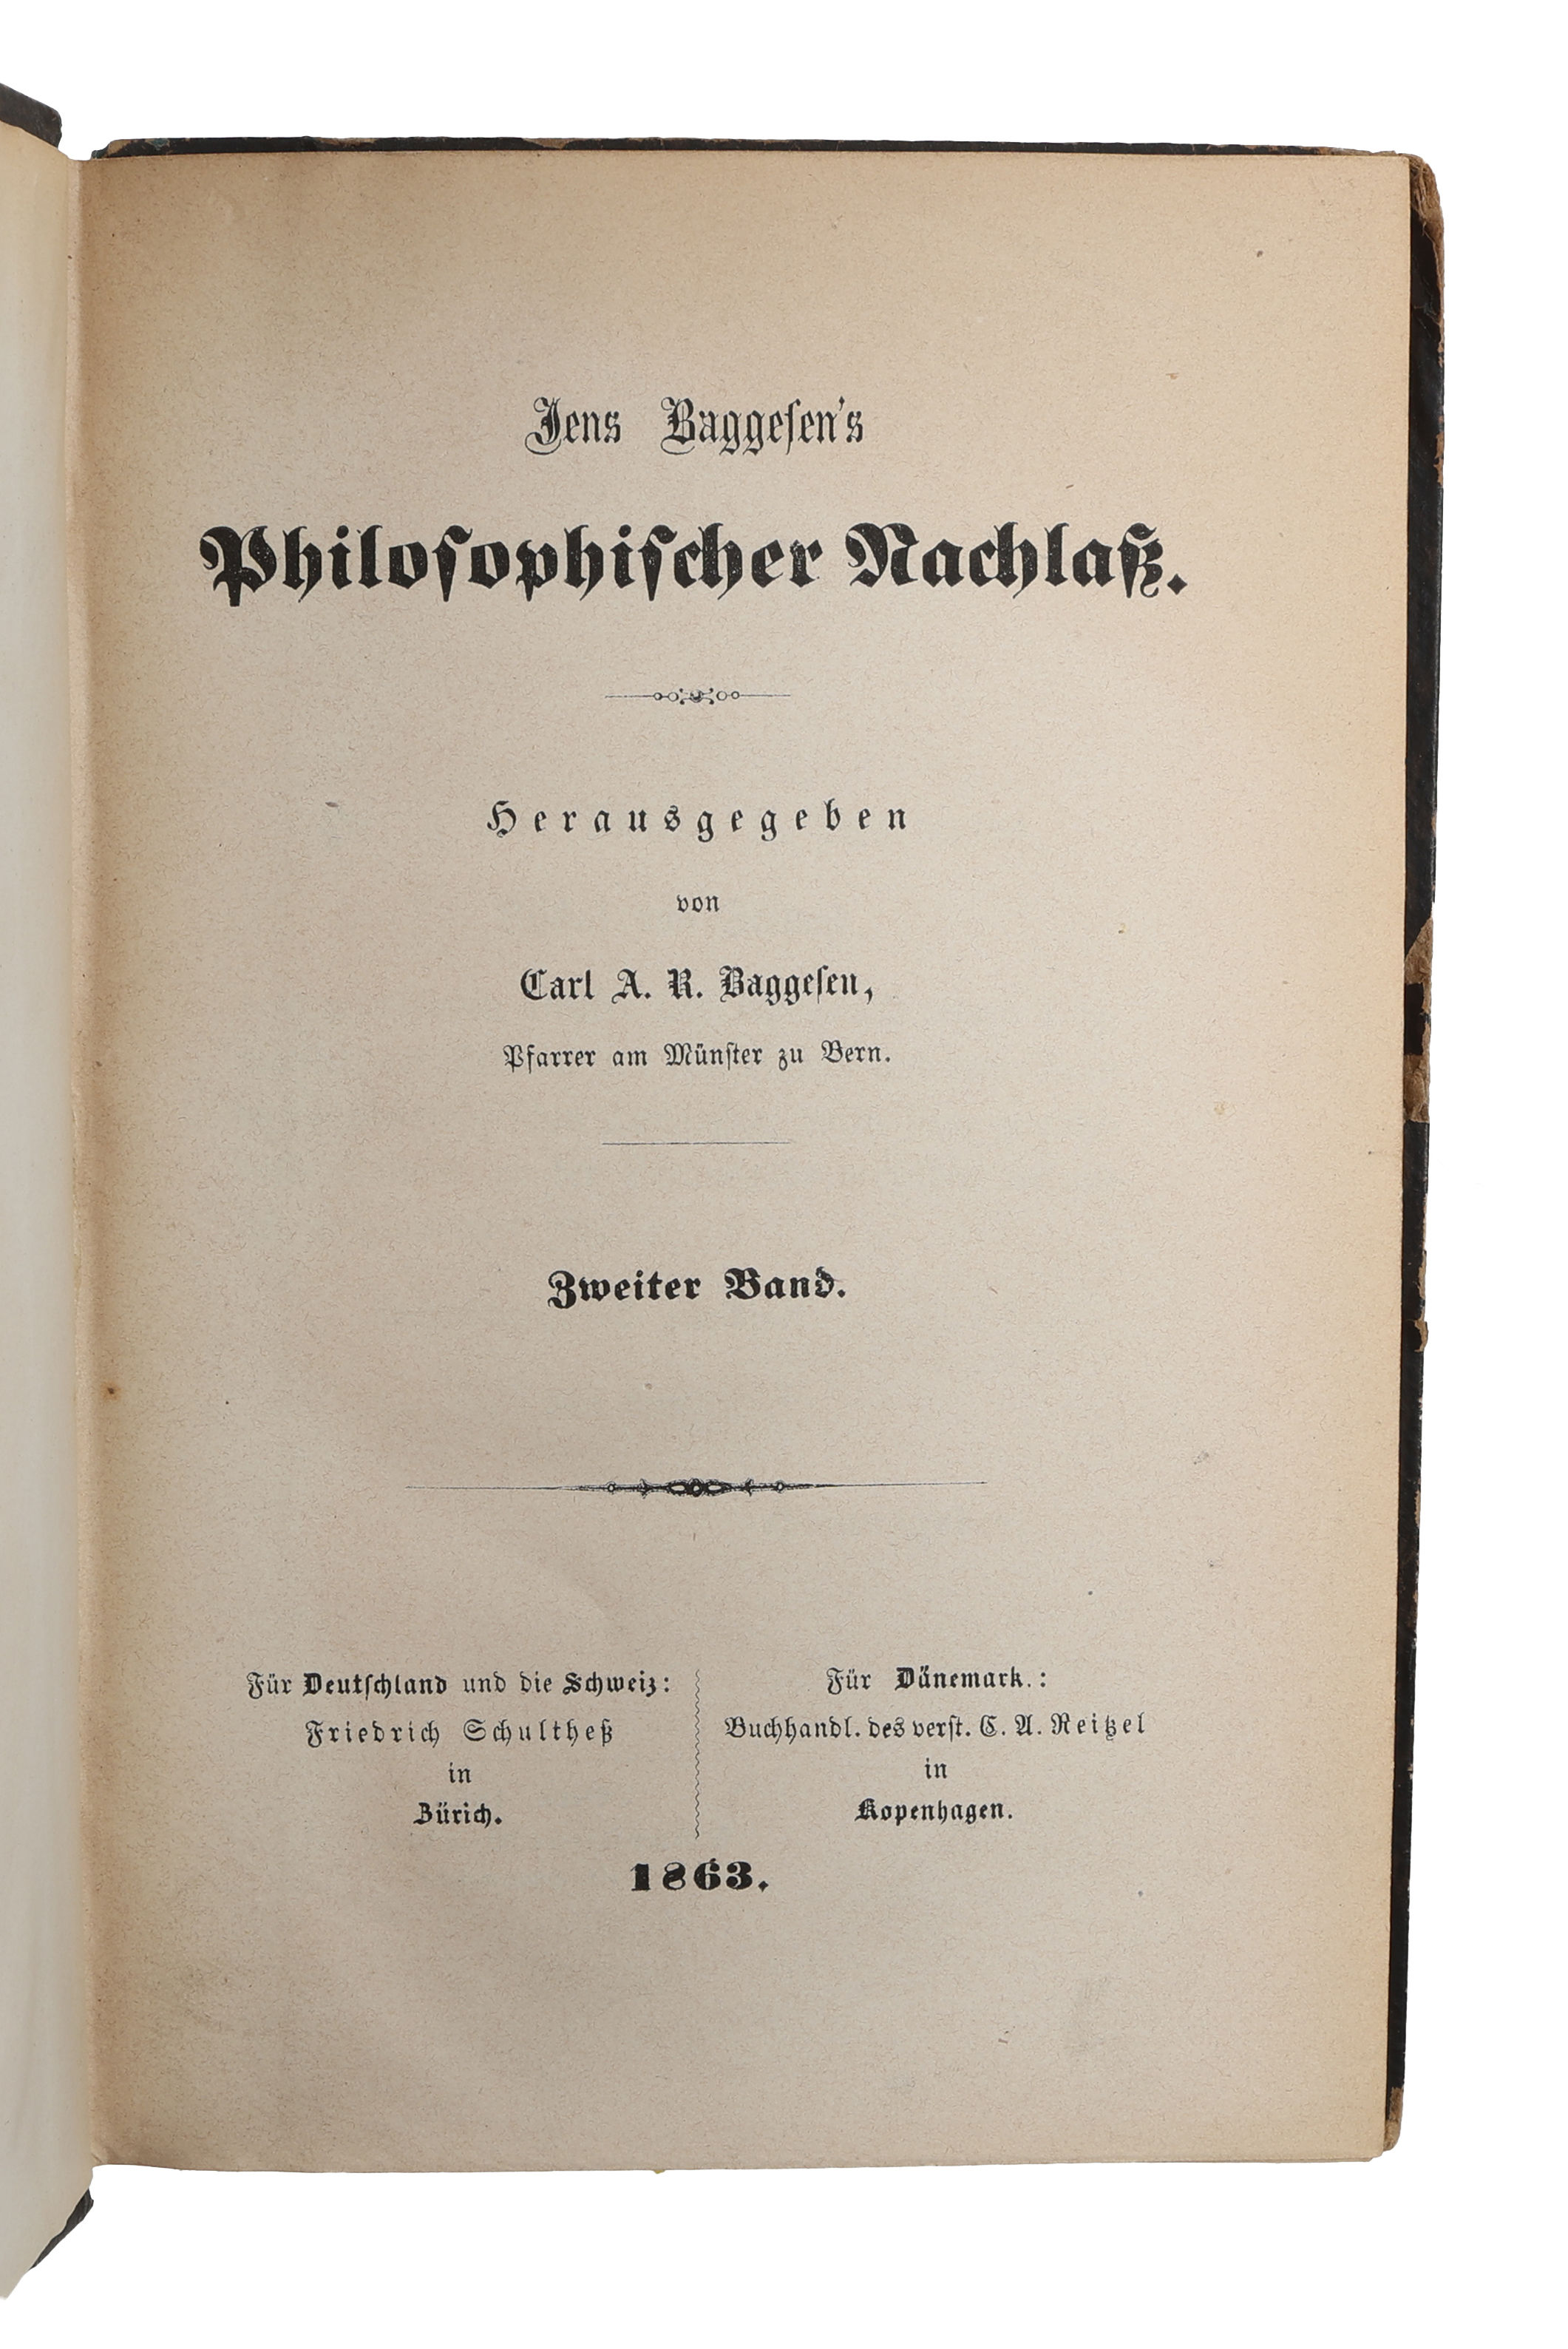 Jens Baggeſen's
Philoſophiſcher Nachlaß.
Herausgegeben
von
Carl A. R. Baggeſen,
Pfarrer am Münſter zu Bern.
Zweiter Band.
Für Deutſchland und die Schweiz:
Friedrich Schultheß
in
Zürich.
Für Dänemark.:
Buchhandl. des verſt. C. A. Reitzel
in
Kopenhagen.
1863.